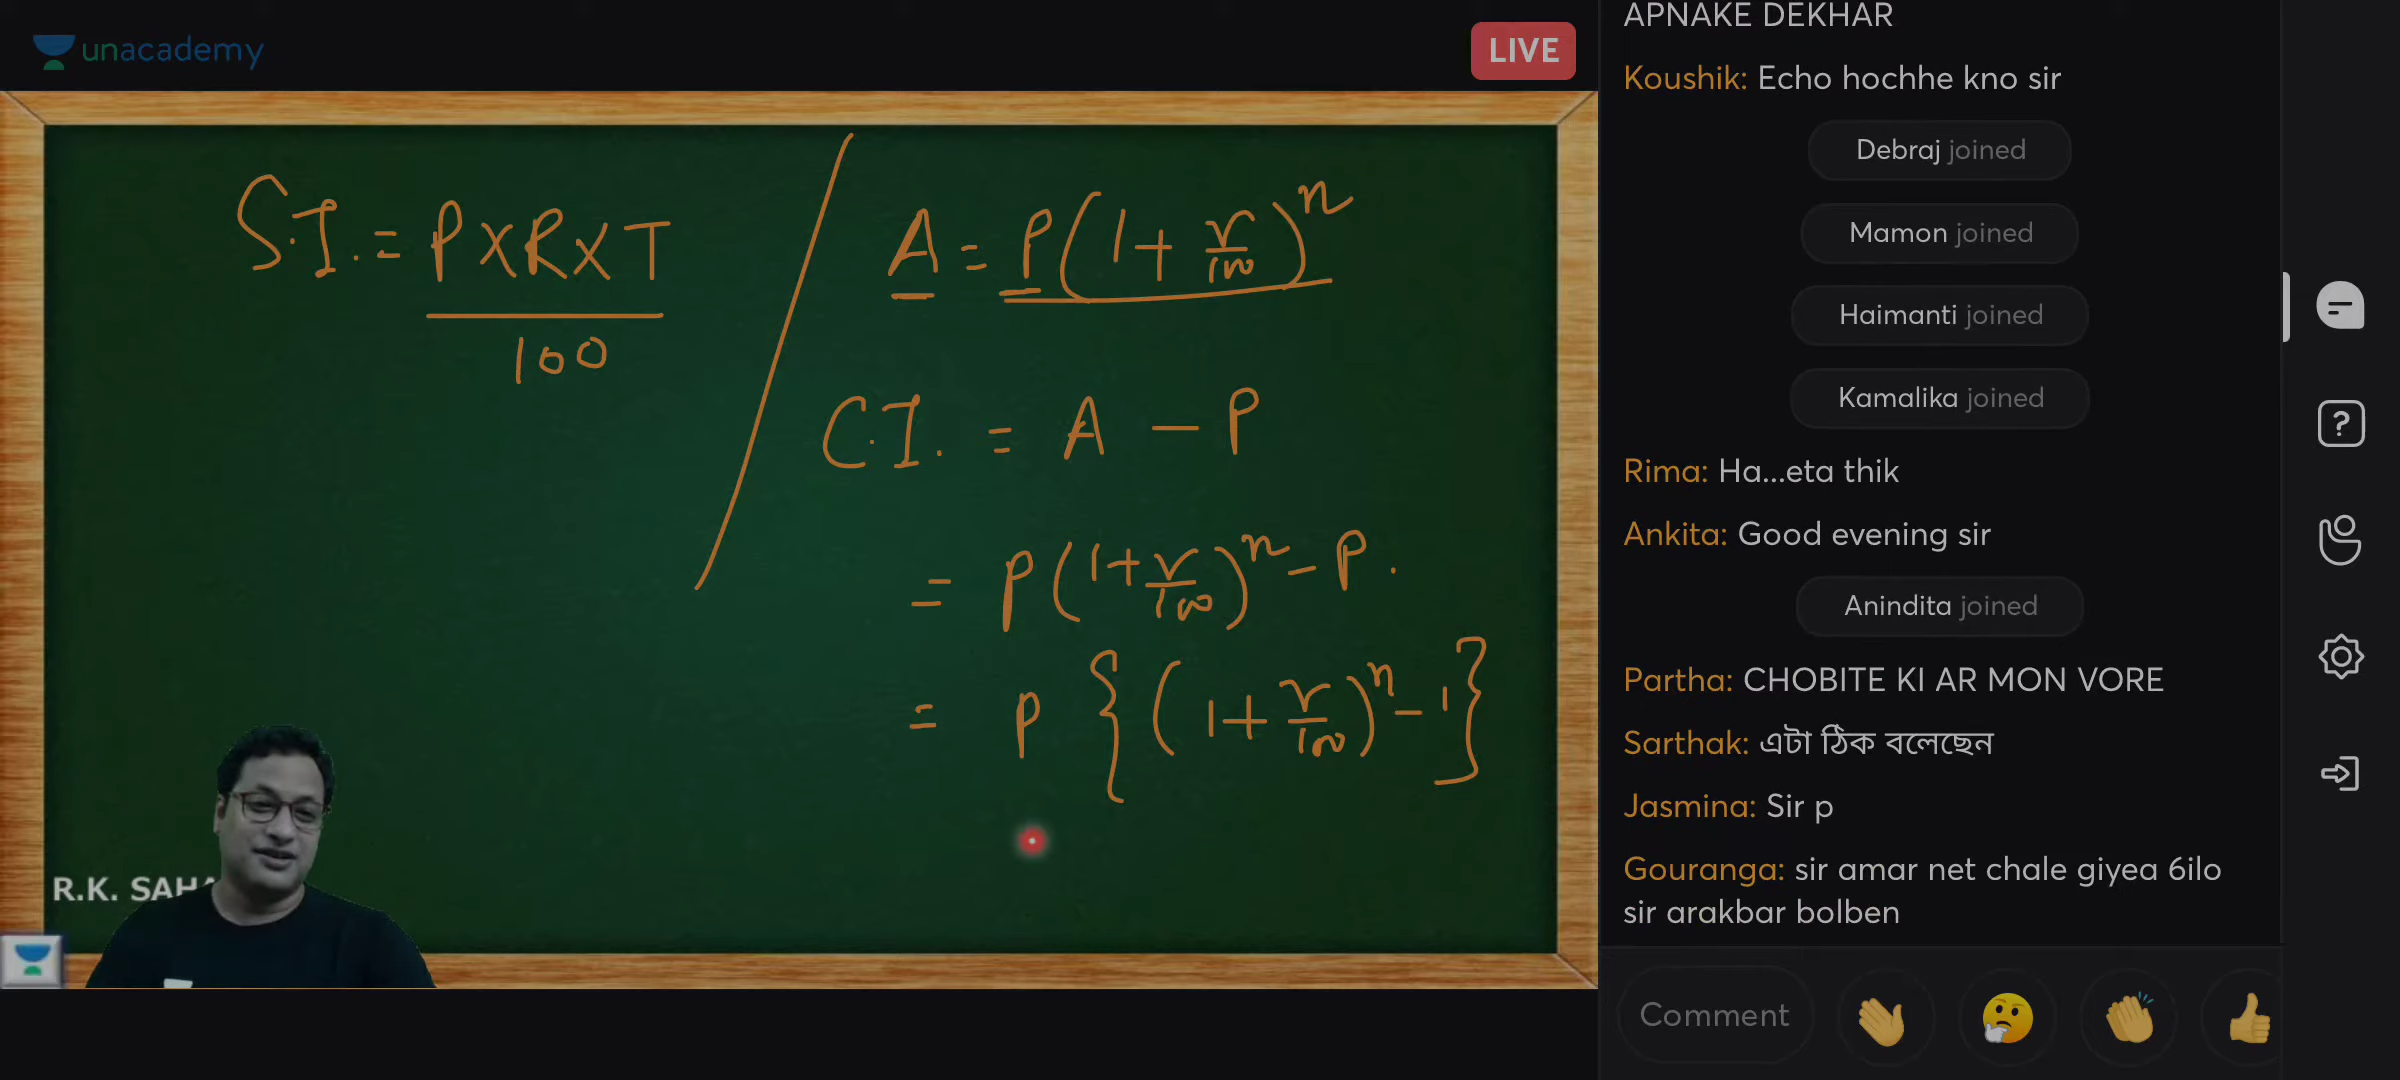 unacademy
LIVE
S.I. = P×R×T / 100
A = P(1 + r/100)^n
C.I. = A − P
= P(1 + r/100)^n − P.
= P {(1 + r/100)^n − 1}
R.K. SAHA
APNAKE DEKHAR
Koushik: Echo hochhe kno sir
Debraj joined
Mamon joined
Haimanti joined
Kamalika joined
Rima: Ha...eta thik
Ankita: Good evening sir
Anindita joined
Partha: CHOBITE KI AR MON VORE
Sarthak: এটা ঠিক বলেছেন
Jasmina: Sir p
Gouranga: sir amar net chale giyea 6ilo
sir arakbar bolben
Comment